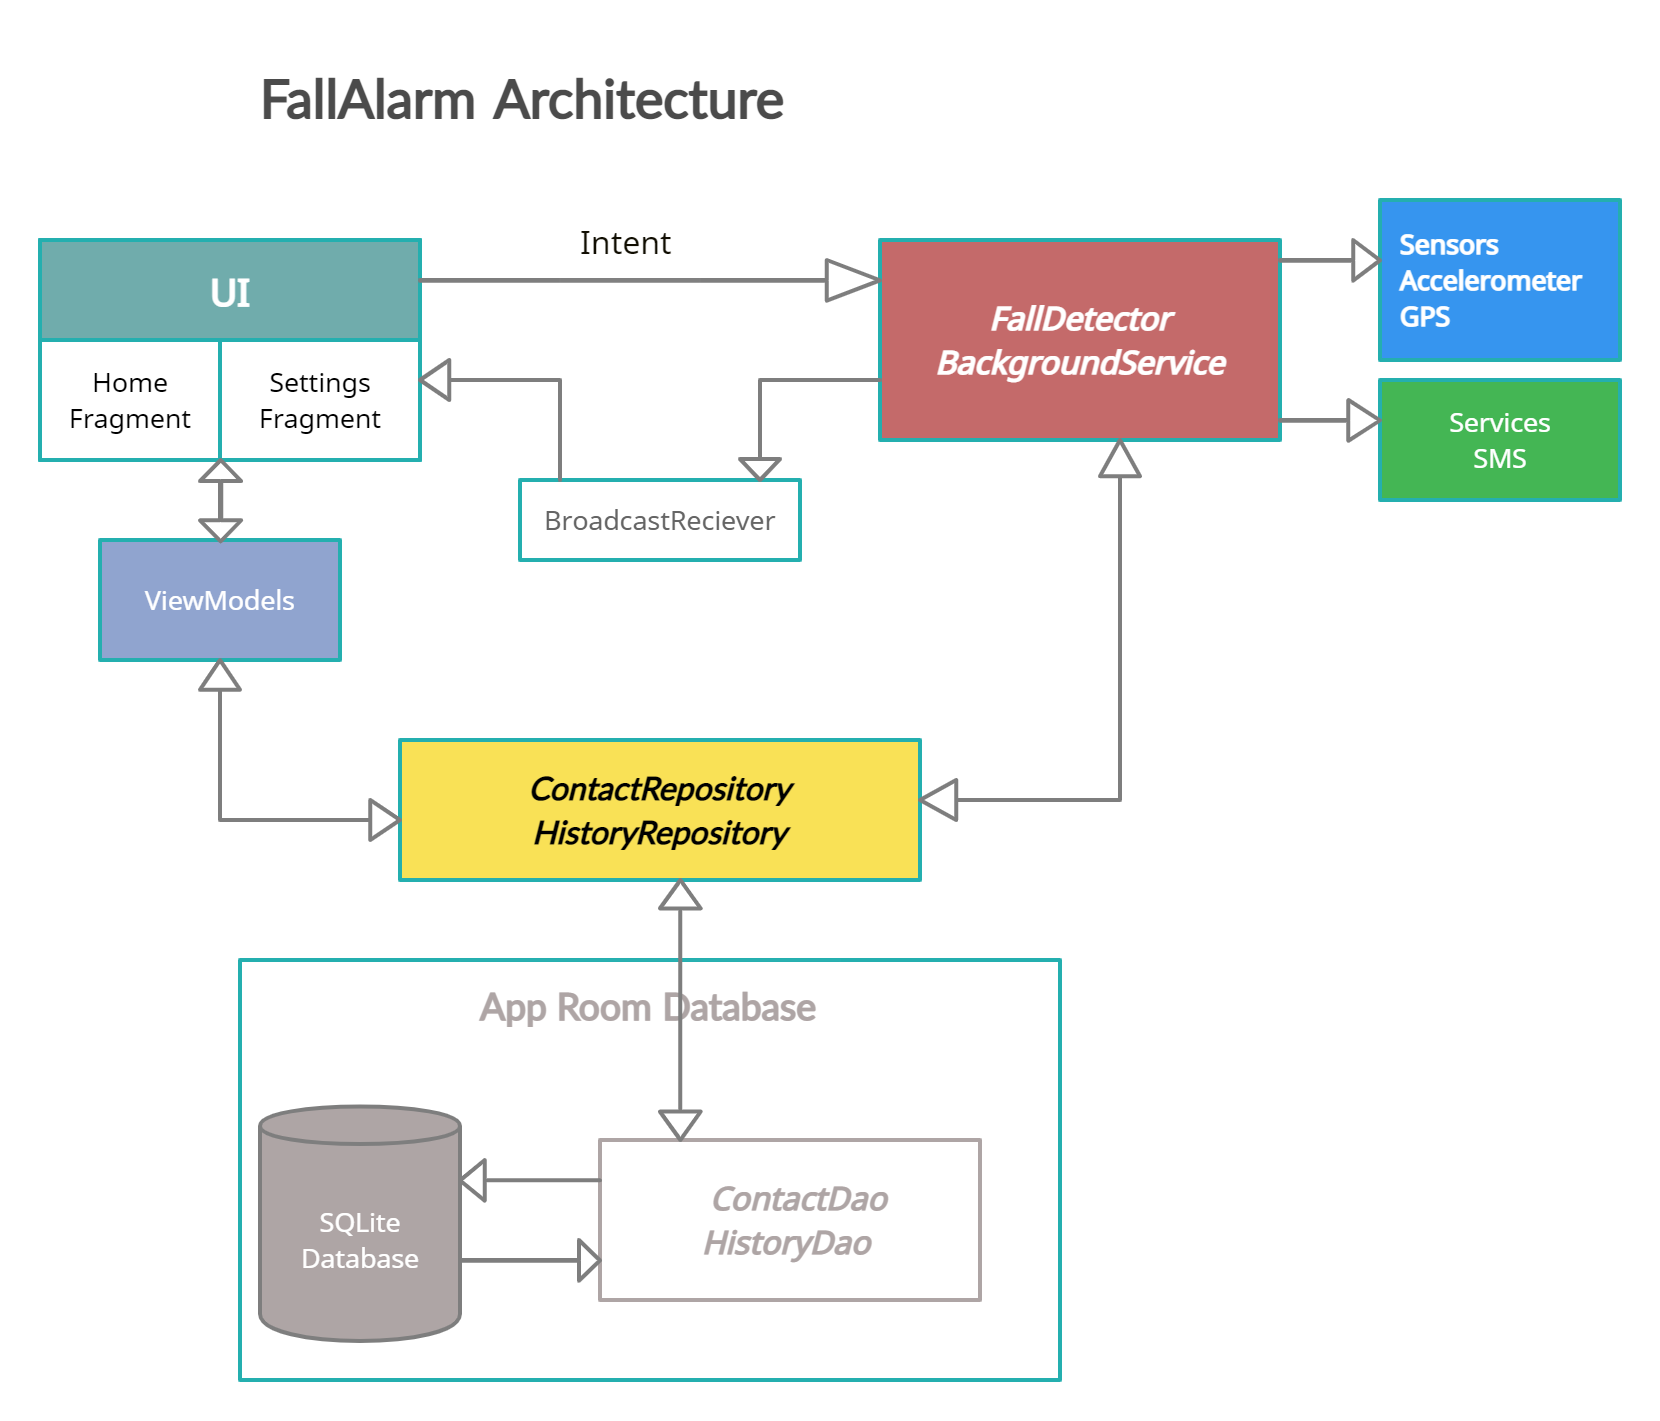 FallAlarm Architecture
Intent
UI
Home
Fragment
Settings
Fragment
FallDetector
BackgroundService
Sensors
Accelerometer
GPS
Services
SMS
BroadcastReciever
ViewModels
ContactRepository
HistoryRepository
App Room Database
SQLite
Database
ContactDao
HistoryDao